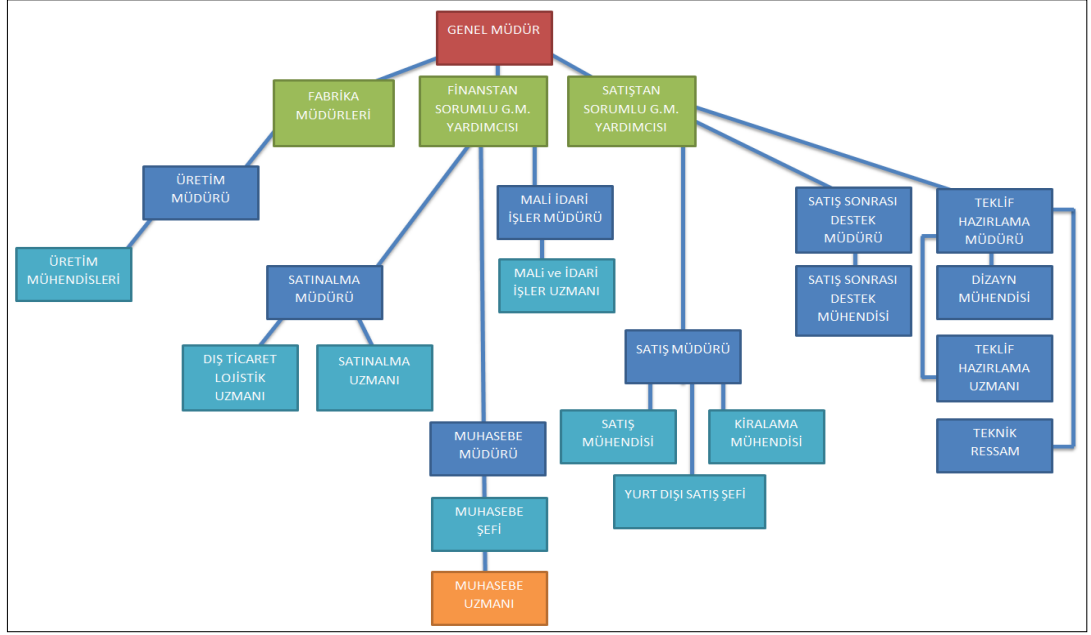 GENEL MÜDÜR
FABRİKA
MÜDÜRLERİ
FİNANSTAN
SORUMLU G.M.
YARDIMCISI
SATIŞTAN
SORUMLU G.M.
YARDIMCISI
ÜRETİM
MÜDÜRÜ
ÜRETİM
MÜHENDİSLERİ
SATINALMA
MÜDÜRÜ
DIŞ TİCARET
LOJİSTİK
UZMANI
SATINALMA
UZMANI
MALİ İDARİ
İŞLER MÜDÜRÜ
MALi ve İDARİ
İŞLER UZMANI
MUHASEBE
MÜDÜRÜ
MUHASEBE
ŞEFİ
MUHASEBE
UZMANI
SATIŞ MÜDÜRÜ
SATIŞ
MÜHENDİSİ
KİRALAMA
MÜHENDİSİ
YURT DIŞI SATIŞ ŞEFİ
SATIŞ SONRASI
DESTEK
MÜDÜRÜ
SATIŞ SONRASI
DESTEK
MÜHENDİSİ
TEKLİF
HAZIRLAMA
MÜDÜRÜ
DİZAYN
MÜHENDİSİ
TEKLİF
HAZIRLAMA
UZMANI
TEKNİK
RESSAM